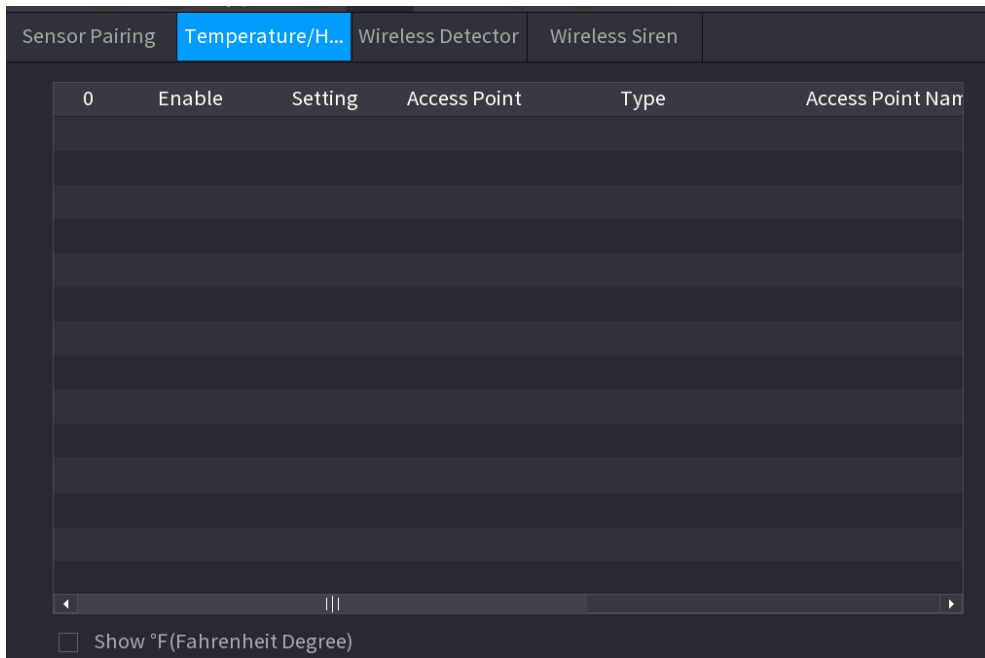 Sensor Pairing Temperature/H... Wireless Detector Wireless Siren
0 Enable Setting Access Point Type Access Point Nam
Show °F(Fahrenheit Degree)